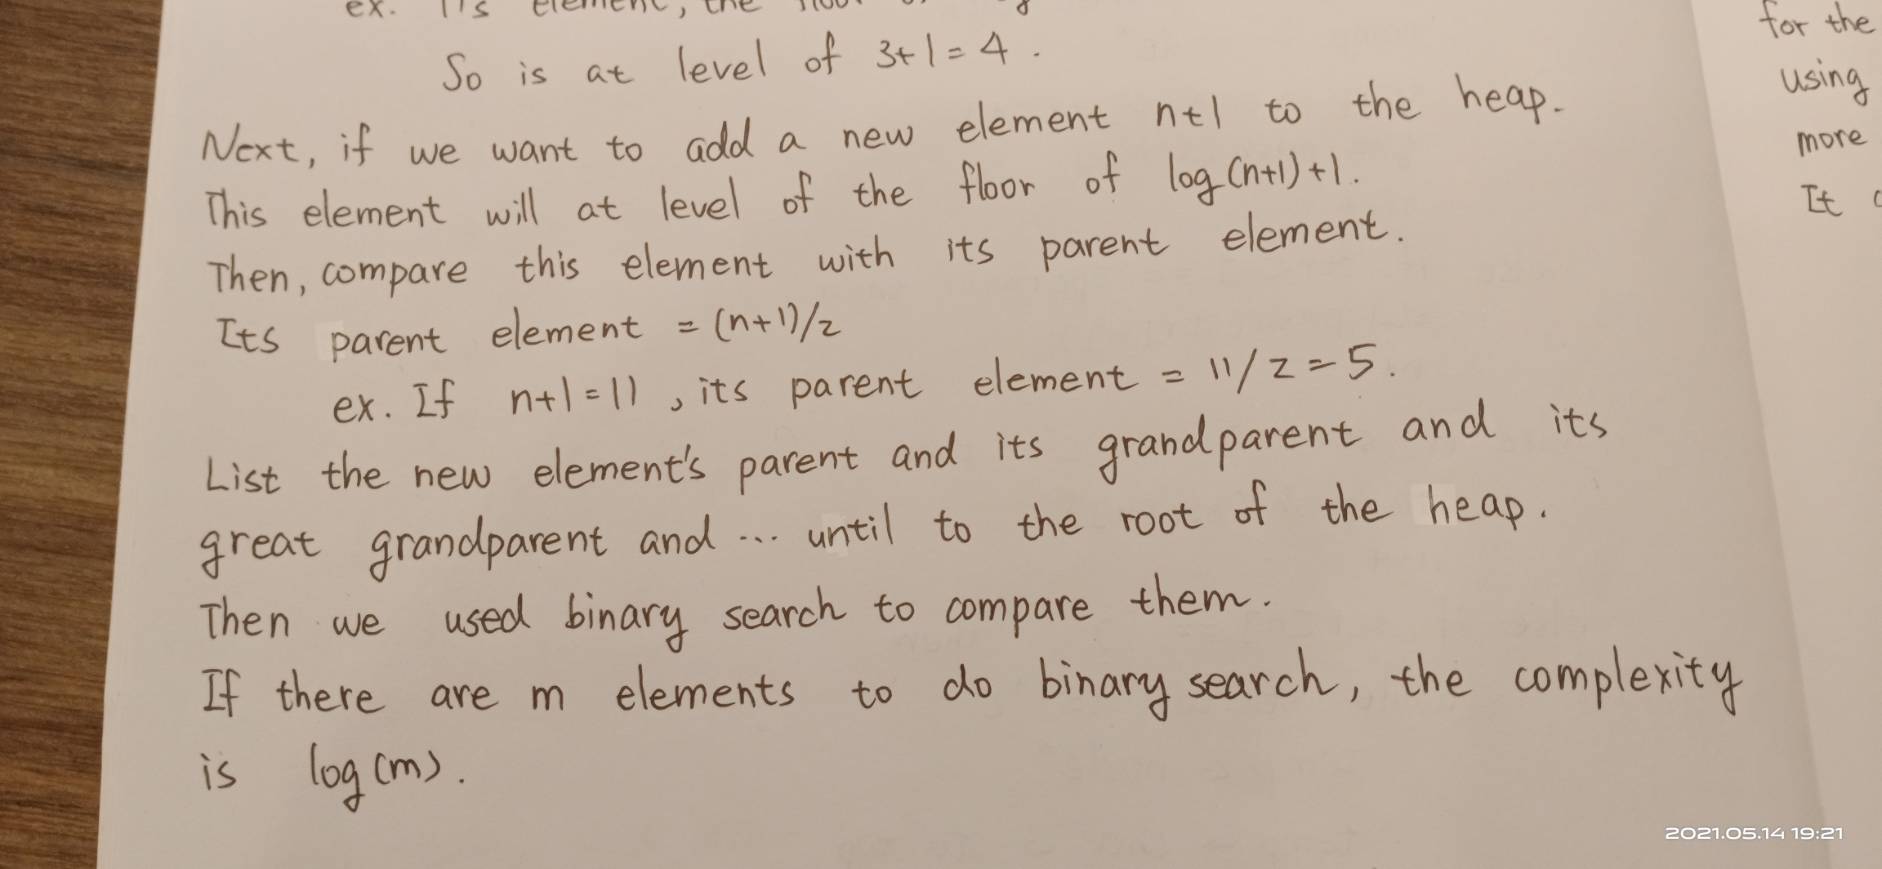 ex. It's element, the floor of
So is at level of 3+1=4.
Next, if we want to add a new element n+1 to the heap.
This element will at level of the floor of log(n+1)+1.
Then, compare this element with its parent element.
Its parent element = (n+1)/2
ex. If n+1=11, its parent element = 11/2=5.
List the new element's parent and its grandparent and its
great grandparent and ... until to the root of the heap.
Then we used binary search to compare them.
If there are m elements to do binary search, the complexity
is log(m).
for the
using
more
It
2021.05.14 19:21